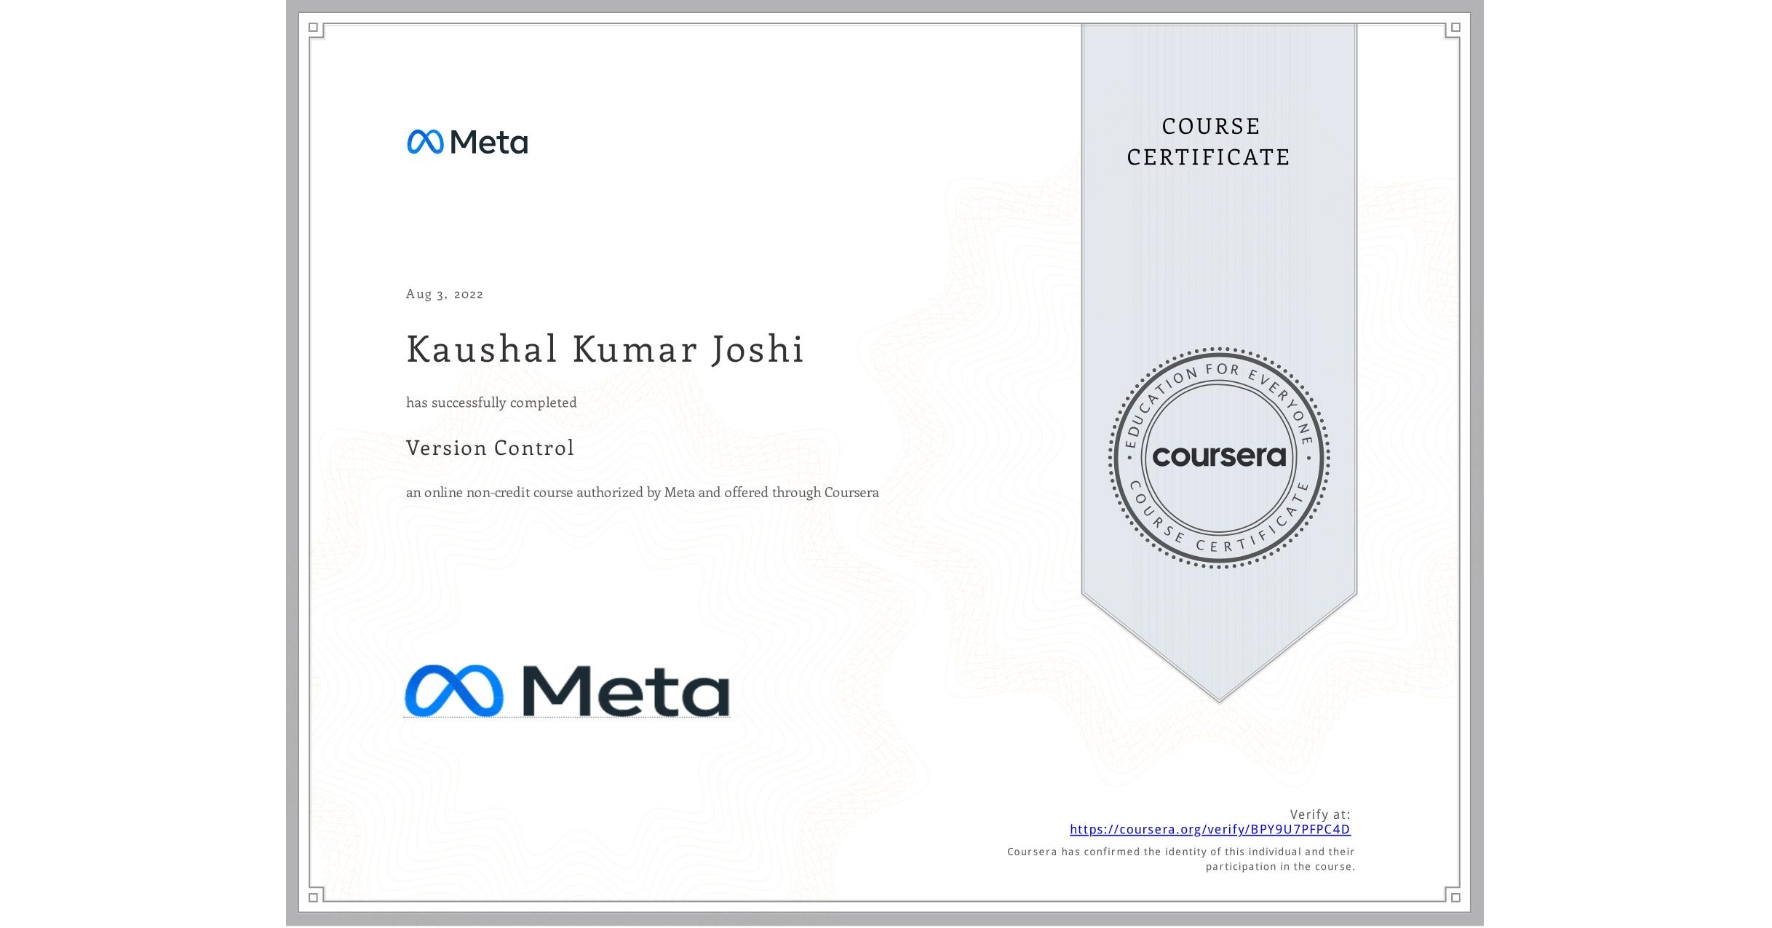 Meta
COURSE
CERTIFICATE
Aug 3, 2022
Kaushal Kumar Joshi
has successfully completed
Version Control
an online non-credit course authorized by Meta and offered through Coursera
EDUCATION FOR EVERYONE
coursera
COURSE CERTIFICATE
Meta
Verify at:
https://coursera.org/verify/BPY9U7PFPC4D
Coursera has confirmed the identity of this individual and their
participation in the course.